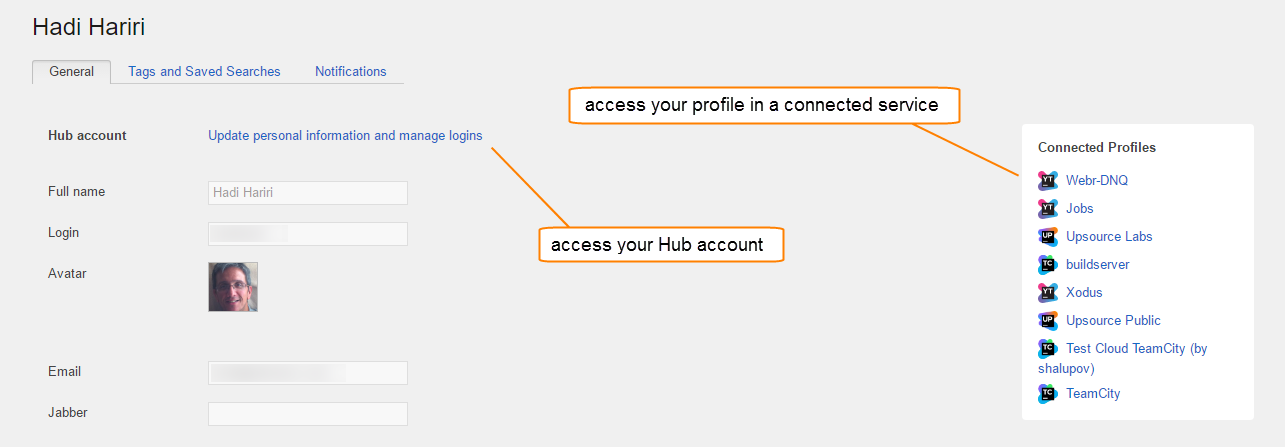 Hadi Hariri
General Tags and Saved Searches Notifications
access your profile in a connected service
Hub account Update personal information and manage logins
Connected Profiles
YT Webr-DNQ
Full name Hadi Hariri
YT Jobs
Login
UP Upsource Labs
access your Hub account
TC buildserver
Avatar
YT Xodus
UP Upsource Public
TC Test Cloud TeamCity (by
shalupov)
Email
TC TeamCity
Jabber